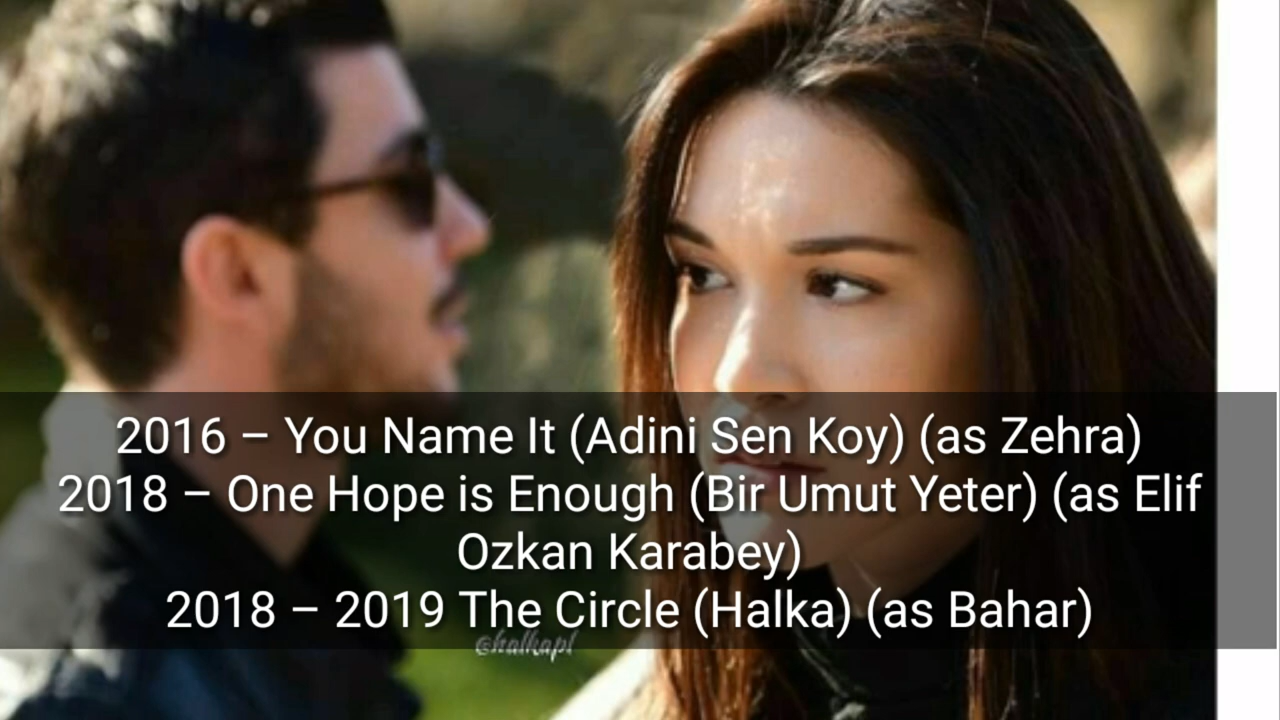 2016 – You Name It (Adini Sen Koy) (as Zehra)
2018 – One Hope is Enough (Bir Umut Yeter) (as Elif
Ozkan Karabey)
2018 – 2019 The Circle (Halka) (as Bahar)
@halkapl